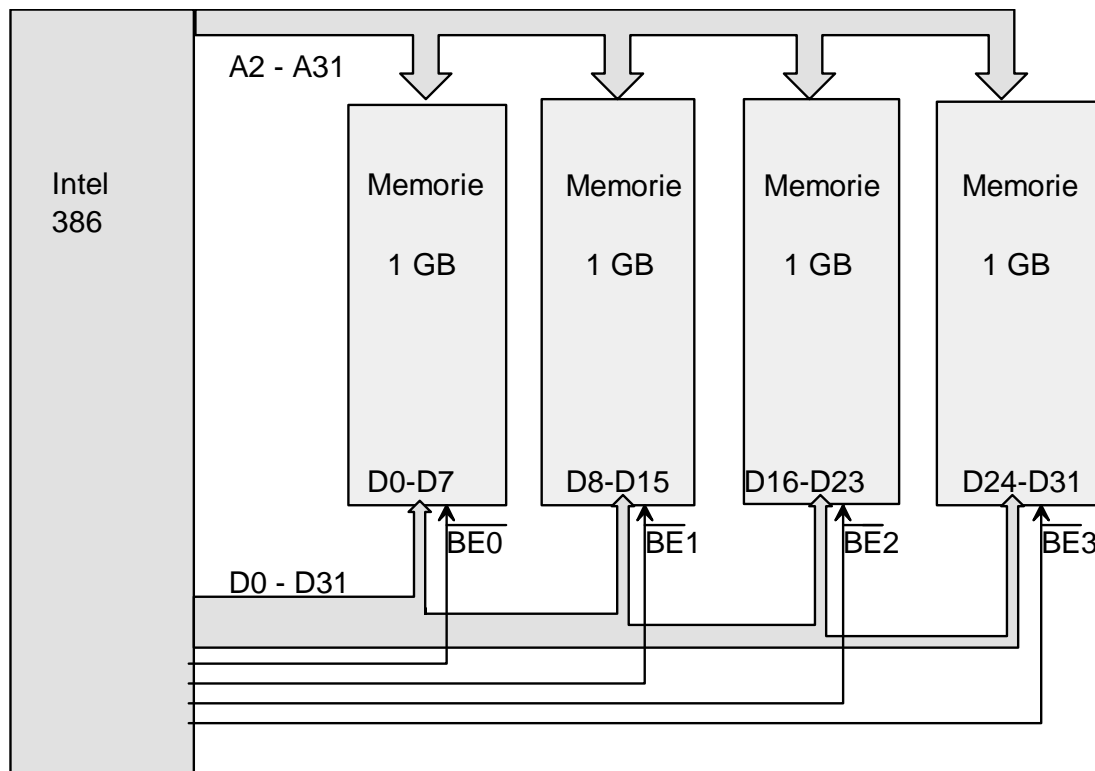 A2 - A31
Intel
386
Memorie
1 GB
Memorie
1 GB
Memorie
1 GB
Memorie
1 GB
D0-D7
D8-D15
D16-D23
D24-D31
BE0
BE1
BE2
BE3
D0 - D31